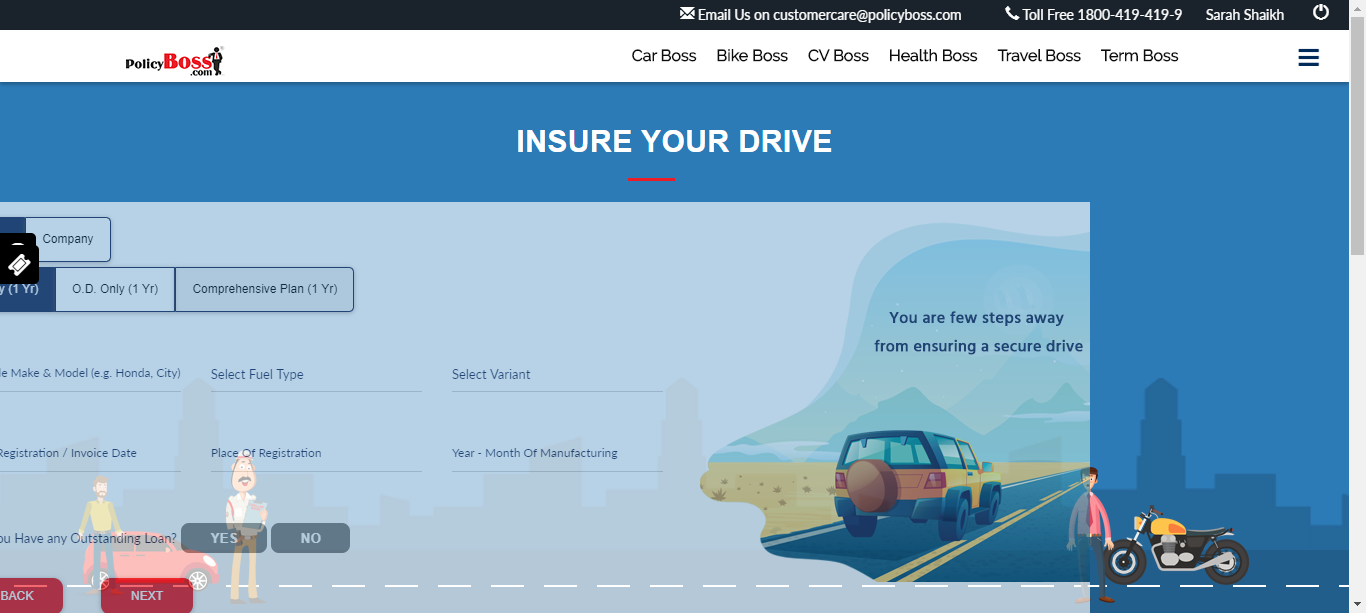 Email Us on customercare@policyboss.com Toll Free 1800-419-419-9 Sarah Shaikh
PolicyBoss.com Car Boss Bike Boss CV Boss Health Boss Travel Boss Term Boss
INSURE YOUR DRIVE
Company
y (1 Yr) O.D. Only (1 Yr) Comprehensive Plan (1 Yr)
You are few steps away
from ensuring a secure drive
le Make & Model (e.g. Honda, City) Select Fuel Type Select Variant
Registration / Invoice Date Place Of Registration Year - Month Of Manufacturing
ou Have any Outstanding Loan? YES NO
BACK NEXT